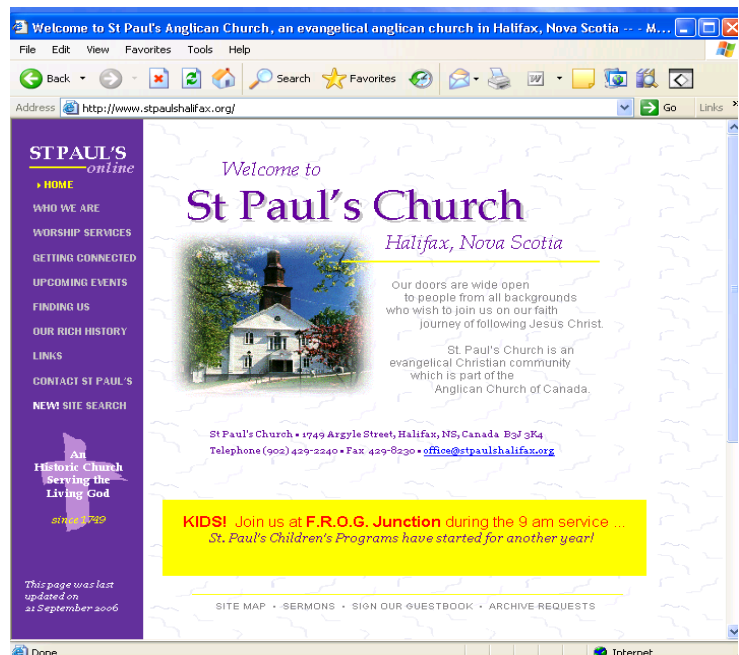 Welcome to St Paul's Anglican Church, an evangelical anglican church in Halifax, Nova Scotia -- - M...
File Edit View Favorites Tools Help
Back Search Favorites
Address http://www.stpaulshalifax.org/ Go Links »
ST PAUL'S
online
HOME
WHO WE ARE
WORSHIP SERVICES
GETTING CONNECTED
UPCOMING EVENTS
FINDING US
OUR RICH HISTORY
LINKS
CONTACT ST PAUL'S
NEW! SITE SEARCH
An
Historic Church
Serving the
Living God
since 1749
This page was last
updated on
21 September 2006
Welcome to
St Paul's Church
Halifax, Nova Scotia
Our doors are wide open
to people from all backgrounds
who wish to join us on our faith
journey of following Jesus Christ.
St. Paul's Church is an
evangelical Christian community
which is part of the
Anglican Church of Canada.
St Paul's Church • 1749 Argyle Street, Halifax, NS, Canada B3J 3K4
Telephone (902) 429-2240 • Fax 429-8230 • office@stpaulshalifax.org
KIDS! Join us at F.R.O.G. Junction during the 9 am service ...
St. Paul's Children's Programs have started for another year!
SITE MAP • SERMONS • SIGN OUR GUESTBOOK • ARCHIVE REQUESTS
Done Internet